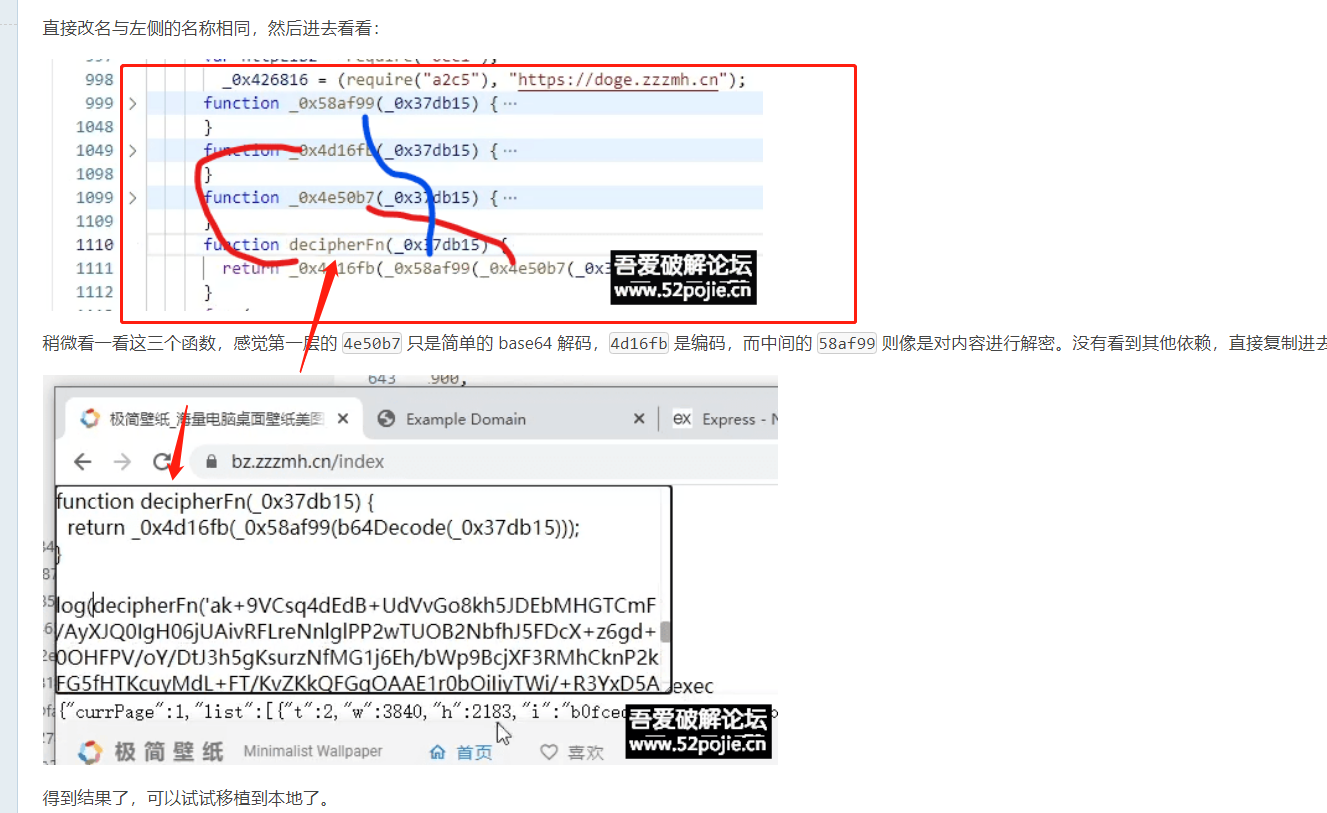 直接改名与左侧的名称相同，然后进去看看：
998 _0x426816 = (require("a2c5"), "https://doge.zzzmh.cn");
999 function _0x58af99(_0x37db15) { ···
1048 }
1049 function _0x4d16fb(_0x37db15) { ···
1098 }
1099 function _0x4e50b7(_0x37db15) { ···
1109 }
1110 function decipherFn(_0x37db15) {
1111 return _0x4d16fb(_0x58af99(_0x4e50b7(_0x3
1112 }
吾爱破解论坛
www.52pojie.cn
稍微看一看这三个函数，感觉第一层的 4e50b7 只是简单的 base64 解码，4d16fb 是编码，而中间的 58af99 则像是对内容进行解密。没有看到其他依赖，直接复制进去
643 .900,
极简壁纸_海量电脑桌面壁纸美图 Example Domain ex Express - N
bz.zzzmh.cn/index
function decipherFn(_0x37db15) {
return _0x4d16fb(_0x58af99(b64Decode(_0x37db15)));
}
log(decipherFn('ak+9VCsq4dEdB+UdVvGo8kh5JDEbMHGTCmF
/AyXJQ0IgH06jUAivRFLreNnlglPP2wTUOB2NbfhJ5FDcX+z6gd+
0OHFPV/oY/DtJ3h5gKsurzNfMG1j6Eh/bWp9BcjXF3RMhCknP2k
FG5fHTKcuyMdL+FT/KvZKkQFGgOAAE1r0bOiIiyTWi/+R3YxD5A
exec
{"currPage":1,"list":[{"t":2,"w":3840,"h":2183,"i":"b0fce
吾爱破解论坛
www.52pojie.cn
极简壁纸 Minimalist Wallpaper 首页 喜欢
得到结果了，可以试试移植到本地了。